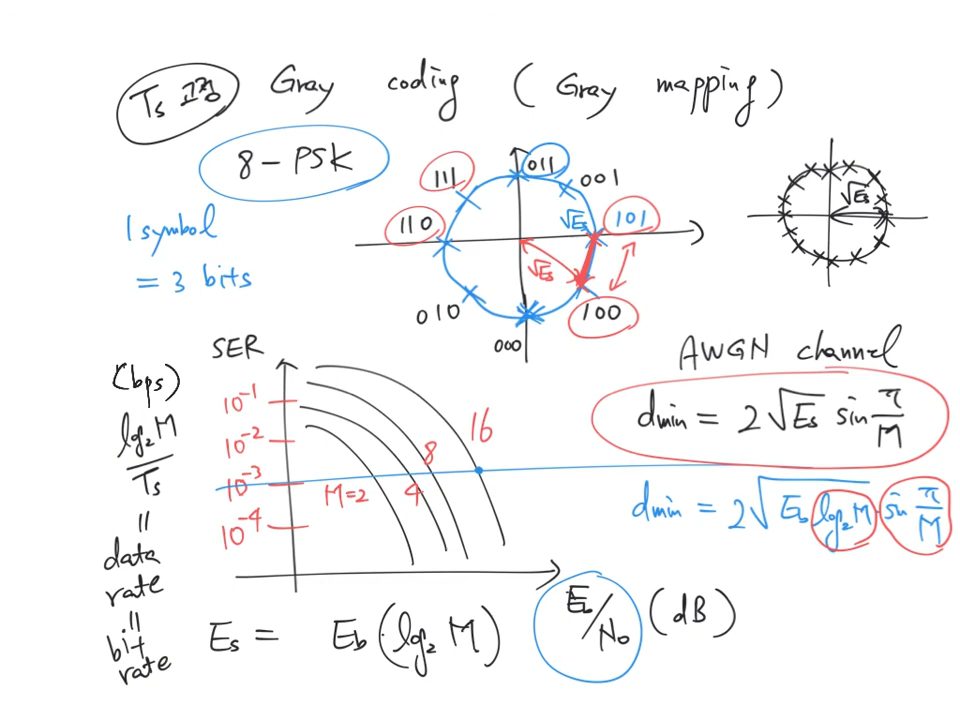 Ts 고정
Gray coding (Gray mapping)
8-PSK
1 symbol
= 3 bits
011
001
111
101
110
√Es
√Es
100
010
000
√Es
SER
10^-1
10^-2
10^-3
10^-4
M=2
4
8
16
Eb/No (dB)
(bps)
log₂M
Ts
=
data
rate
=
bit
rate
AWGN channel
dmin = 2√Es sin π/M
dmin = 2√(Eb log₂M) sin π/M
Es = Eb (log₂ M)